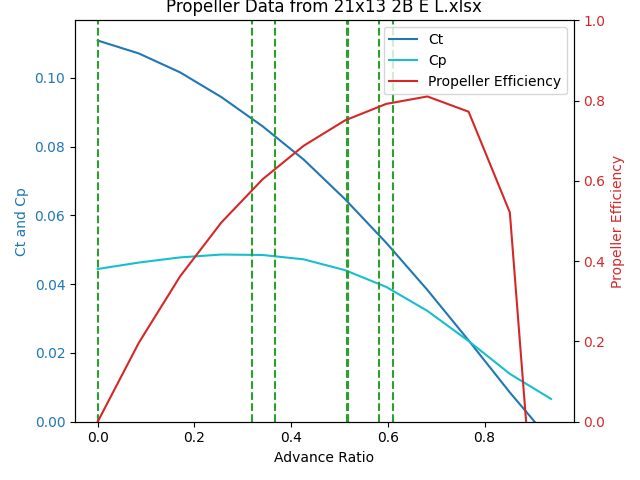 Propeller Data from 21x13 2B E L.xlsx
Ct
Cp
Propeller Efficiency
0.10
0.08
0.06
0.04
0.02
0.00
Ct and Cp
1.0
0.8
0.6
0.4
0.2
0.0
Propeller Efficiency
0.0 0.2 0.4 0.6 0.8
Advance Ratio